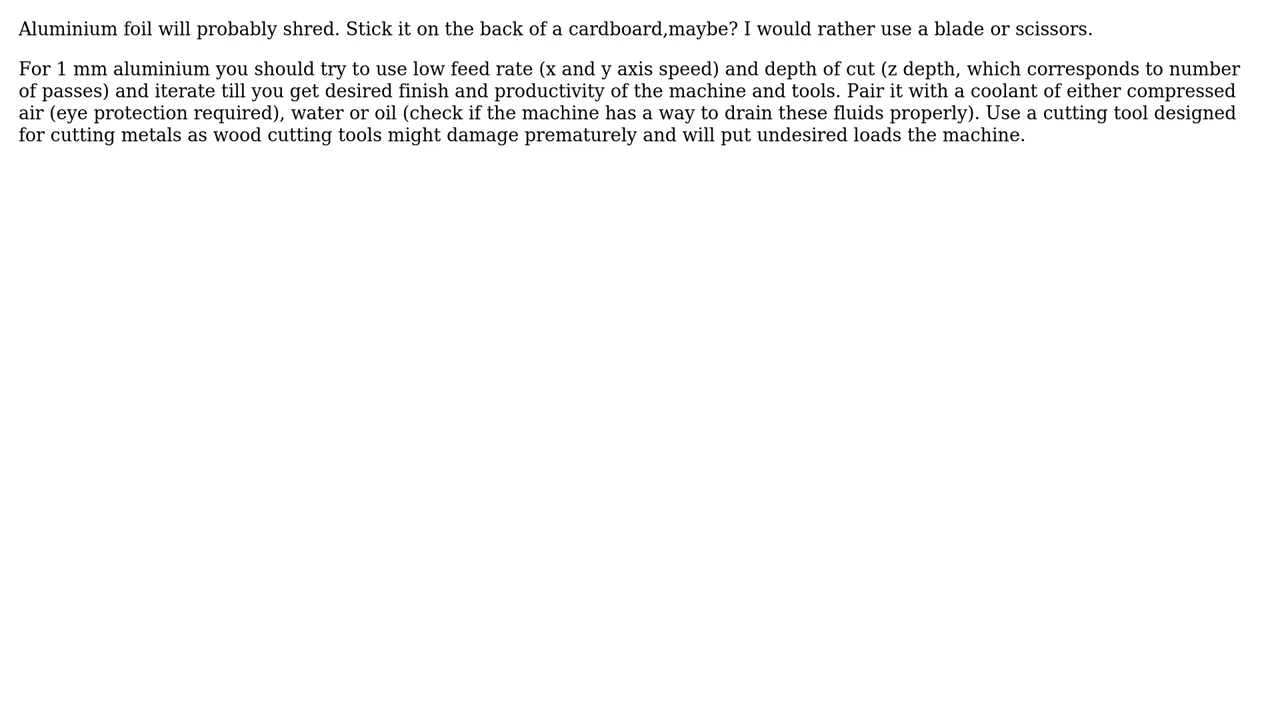 Aluminium foil will probably shred. Stick it on the back of a cardboard,maybe? I would rather use a blade or scissors.
For 1 mm aluminium you should try to use low feed rate (x and y axis speed) and depth of cut (z depth, which corresponds to number
of passes) and iterate till you get desired finish and productivity of the machine and tools. Pair it with a coolant of either compressed
air (eye protection required), water or oil (check if the machine has a way to drain these fluids properly). Use a cutting tool designed
for cutting metals as wood cutting tools might damage prematurely and will put undesired loads the machine.